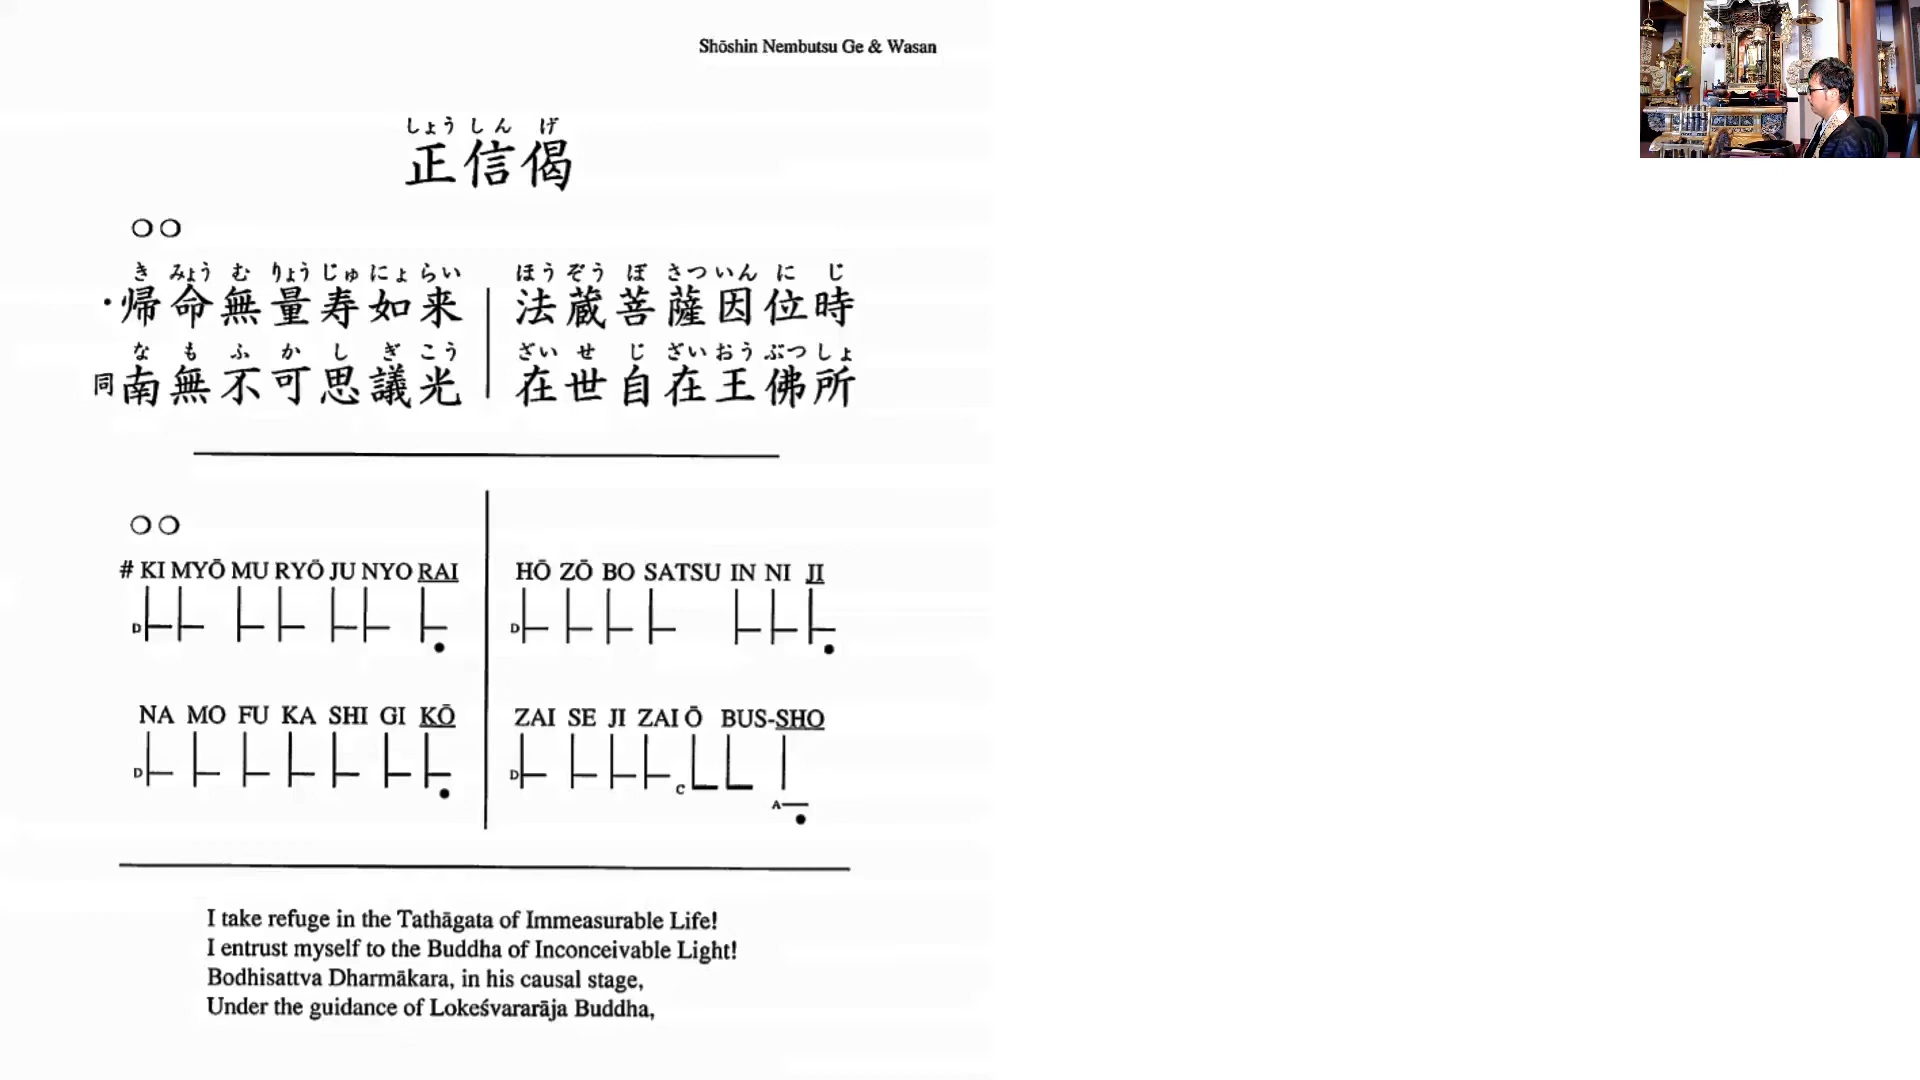 Shōshin Nembutsu Ge & Wasan
しょうしんげ
正信偈
○○
き みょう む りょう じゅ にょ らい
・帰命無量寿如来
な も ふ か し ぎ こう
同 南無不可思議光
ほう ぞう ぼ さつ いん に じ
法蔵菩薩因位時
ざい せ じ ざい おう ぶつ しょ
在世自在王佛所
○○
# KI MYŌ MU RYŌ JU NYO RAI
D
NA MO FU KA SHI GI KŌ
D
HŌ ZŌ BO SATSU IN NI JI
D
ZAI SE JI ZAI Ō BUS-SHO
D C A
I take refuge in the Tathāgata of Immeasurable Life!
I entrust myself to the Buddha of Inconceivable Light!
Bodhisattva Dharmākara, in his causal stage,
Under the guidance of Lokeśvararāja Buddha,